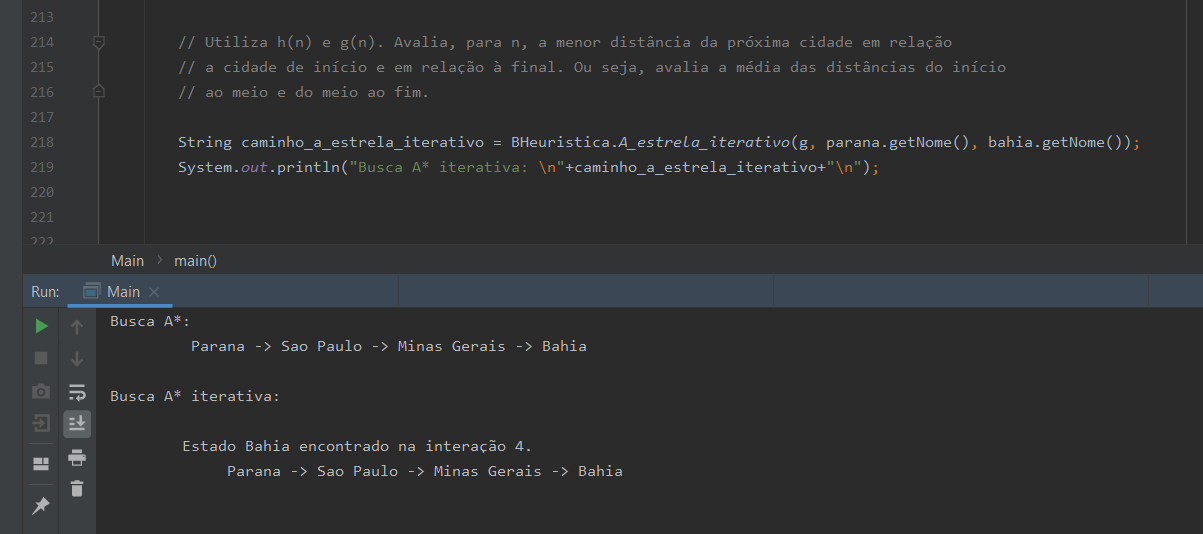 213
214 // Utiliza h(n) e g(n). Avalia, para n, a menor distância da próxima cidade em relação
215 // a cidade de início e em relação à final. Ou seja, avalia a média das distâncias do início
216 // ao meio e do meio ao fim.
217
218 String caminho_a_estrela_iterativo = BHeuristica.A_estrela_iterativo(g, parana.getNome(), bahia.getNome());
219 System.out.println("Busca A* iterativa: \n"+caminho_a_estrela_iterativo+"\n");
220
221
222
Main > main()
Run: Main ×
Busca A*:
Parana -> Sao Paulo -> Minas Gerais -> Bahia
Busca A* iterativa:
Estado Bahia encontrado na interação 4.
Parana -> Sao Paulo -> Minas Gerais -> Bahia